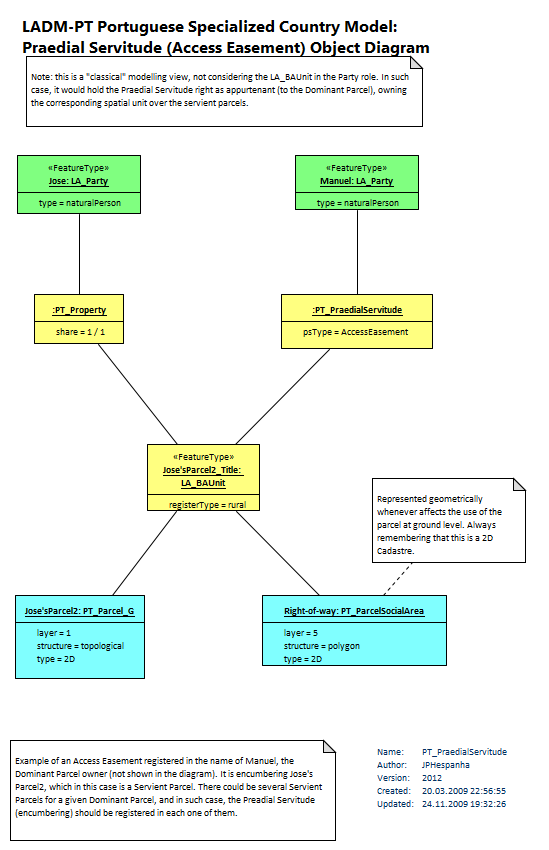 LADM-PT Portuguese Specialized Country Model:
Praedial Servitude (Access Easement) Object Diagram
Note: this is a "classical" modelling view, not considering the LA_BAUnit in the Party role. In such
case, it would hold the Praedial Servitude right as appurtenant (to the Dominant Parcel), owning
the corresponding spatial unit over the servient parcels.
«FeatureType»
Jose: LA_Party
type = naturalPerson
«FeatureType»
Manuel: LA_Party
type = naturalPerson
:PT_Property
share = 1 / 1
:PT_PraedialServitude
psType = AccessEasement
«FeatureType»
Jose'sParcel2_Title:
LA_BAUnit
registerType = rural
Represented geometrically
whenever affects the use of the
parcel at ground level. Always
remembering that this is a 2D
Cadastre.
Jose'sParcel2: PT_Parcel_G
layer = 1
structure = topological
type = 2D
Right-of-way: PT_ParcelSocialArea
layer = 5
structure = polygon
type = 2D
Example of an Access Easement registered in the name of Manuel, the
Dominant Parcel owner (not shown in the diagram). It is encumbering Jose's
Parcel2, which in this case is a Servient Parcel. There could be several Servient
Parcels for a given Dominant Parcel, and in such case, the Preadial Servitude
(encumbering) should be registered in each one of them.
Name: PT_PraedialServitude
Author: JPHespanha
Version: 2012
Created: 20.03.2009 22:56:55
Updated: 24.11.2009 19:32:26